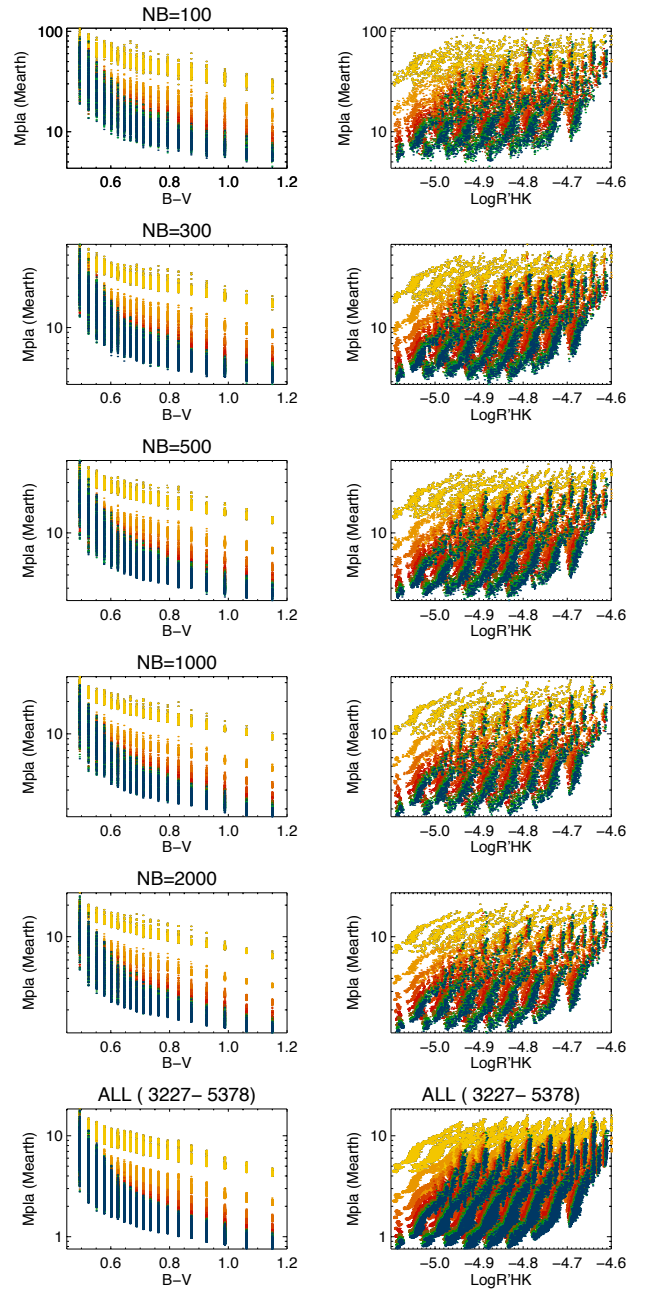 NB=100
100
10
Mpla (Mearth)
0.6 0.8 1.0 1.2
B-V
100
10
Mpla (Mearth)
-5.0 -4.9 -4.8 -4.7 -4.6
LogR'HK
NB=300
10
Mpla (Mearth)
0.6 0.8 1.0 1.2
B-V
10
Mpla (Mearth)
-5.0 -4.9 -4.8 -4.7 -4.6
LogR'HK
NB=500
10
Mpla (Mearth)
0.6 0.8 1.0 1.2
B-V
10
Mpla (Mearth)
-5.0 -4.9 -4.8 -4.7 -4.6
LogR'HK
NB=1000
10
Mpla (Mearth)
0.6 0.8 1.0 1.2
B-V
10
Mpla (Mearth)
-5.0 -4.9 -4.8 -4.7 -4.6
LogR'HK
NB=2000
10
Mpla (Mearth)
0.6 0.8 1.0 1.2
B-V
10
Mpla (Mearth)
-5.0 -4.9 -4.8 -4.7 -4.6
LogR'HK
ALL ( 3227- 5378)
10
1
Mpla (Mearth)
0.6 0.8 1.0 1.2
B-V
ALL ( 3227- 5378)
10
1
Mpla (Mearth)
-5.0 -4.9 -4.8 -4.7 -4.6
LogR'HK